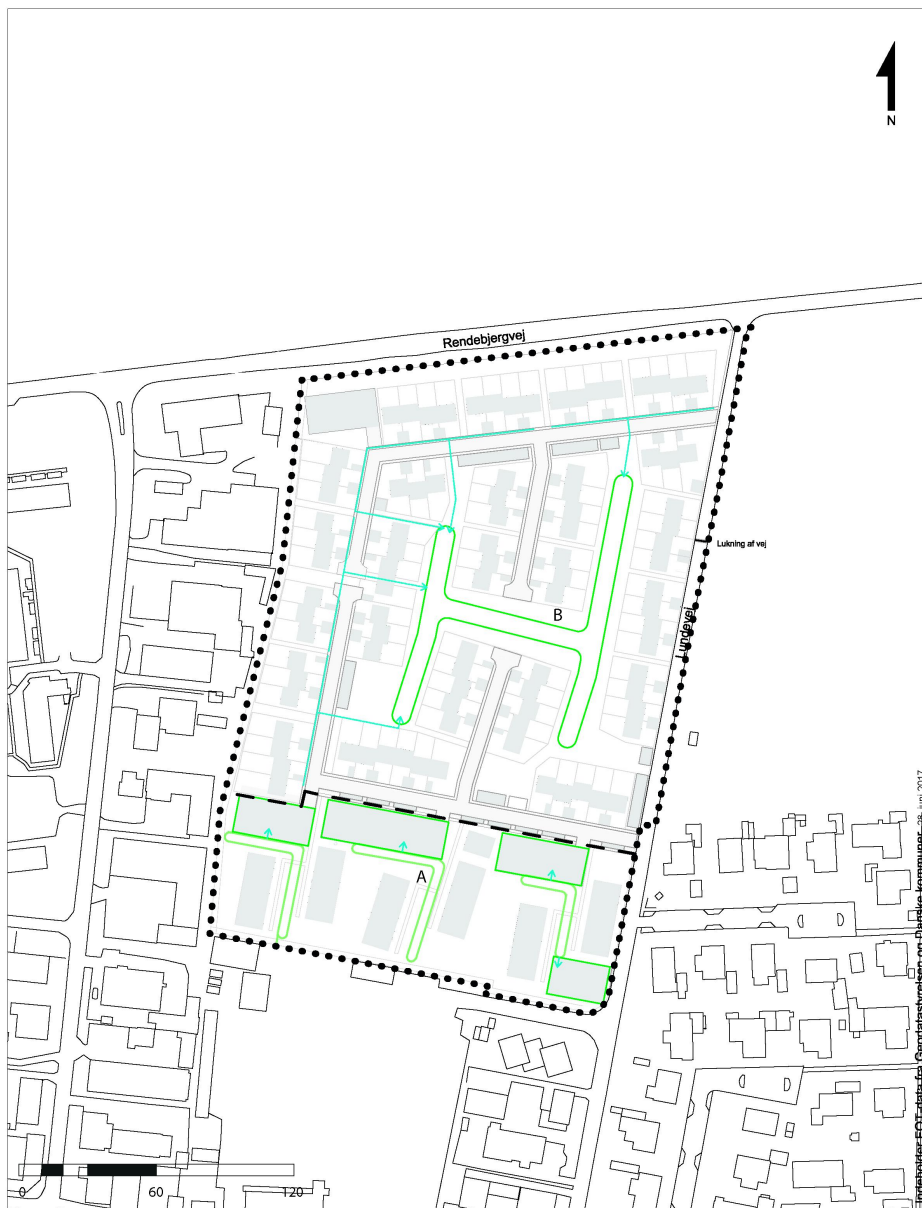 N
Rendebjergvej
B
Lukning af vej
Lundevej
A
0
60
120
Indeholder FOT-data fra Geodatastyrelsen og Danske kommuner, 28. juni 2017